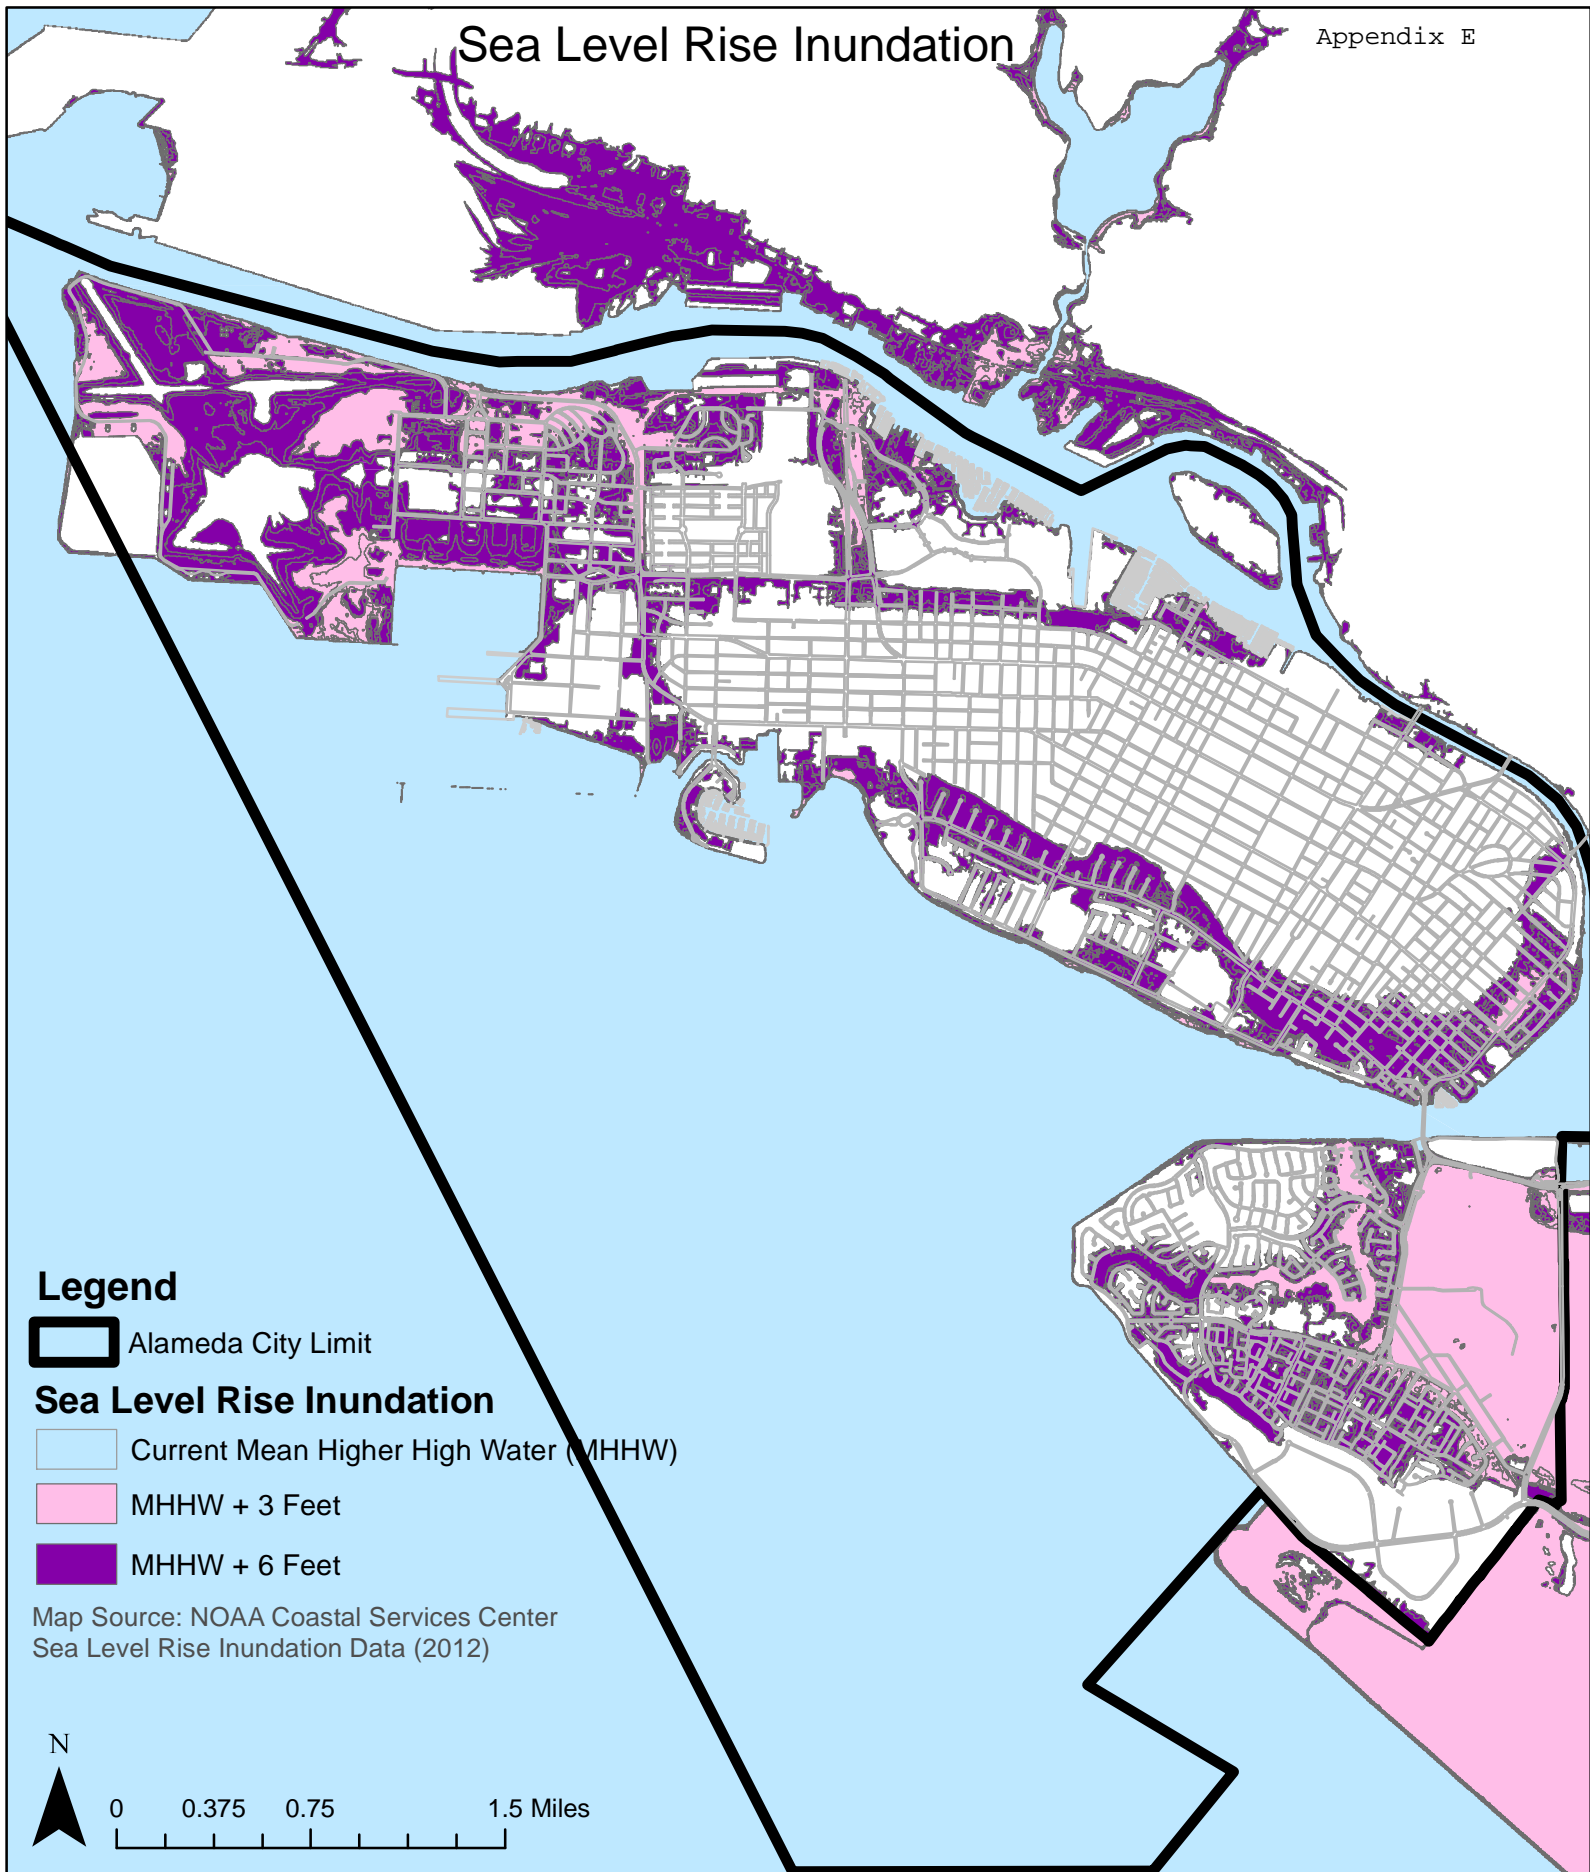 Sea Level Rise Inundation
Appendix E
Legend
Alameda City Limit
Sea Level Rise Inundation
Current Mean Higher High Water (MHHW)
MHHW + 3 Feet
MHHW + 6 Feet
Map Source: NOAA Coastal Services Center
Sea Level Rise Inundation Data (2012)
N
0 0.375 0.75 1.5 Miles